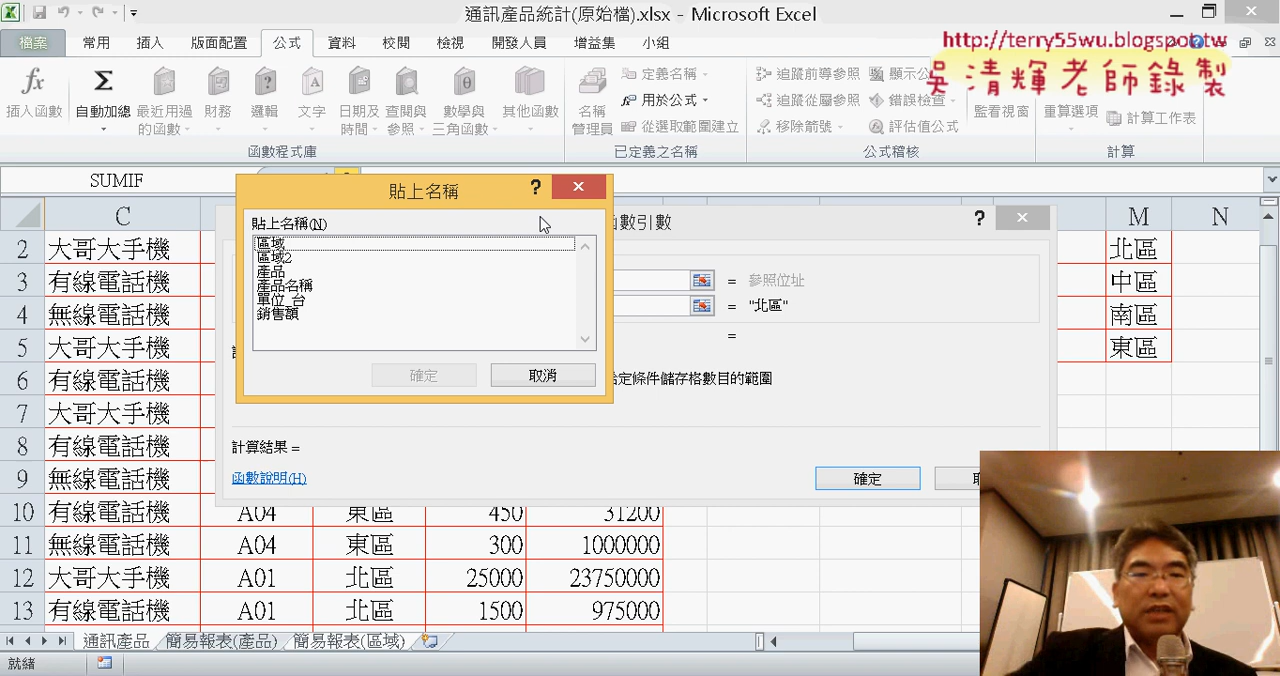 通訊產品統計(原始檔).xlsx - Microsoft Excel
檔案 常用 插入 版面配置 公式 資料 校閱 檢視 開發人員 增益集 小組
http://terry55wu.blogspot.tw
吳清輝老師錄製
fx Σ ? A θ
插入函數 自動加總 最近用過的函數 財務 邏輯 文字 日期及時間 查閱與參照 數學與三角函數 其他函數
名稱管理員 定義名稱 用於公式 從選取範圍建立
追蹤前導參照 追蹤從屬參照 移除箭號 顯示公 錯誤檢查 評估值公式
監看視窗 重算選項 計算工作表
函數程式庫 已定義之名稱 公式稽核 計算
SUMIF
C M N
貼上名稱 ?
貼上名稱(N)
區域
區域2
產品
產品名稱
單位_台
銷售額
確定 取消
函數引數 ?
= 參照位址
= "北區"
=
給定條件儲存格數目的範圍
計算結果 =
函數說明(H)
確定
2 大哥大手機 北區
3 有線電話機 中區
4 無線電話機 南區
5 大哥大手機 東區
6 有線電話機
7 大哥大手機
8 有線電話機
9 無線電話機
10 有線電話機 A04 東區 450 31200
11 無線電話機 A04 東區 300 1000000
12 大哥大手機 A01 北區 25000 23750000
13 有線電話機 A01 北區 1500 975000
通訊產品 簡易報表(產品) 簡易報表(區域)
就緒